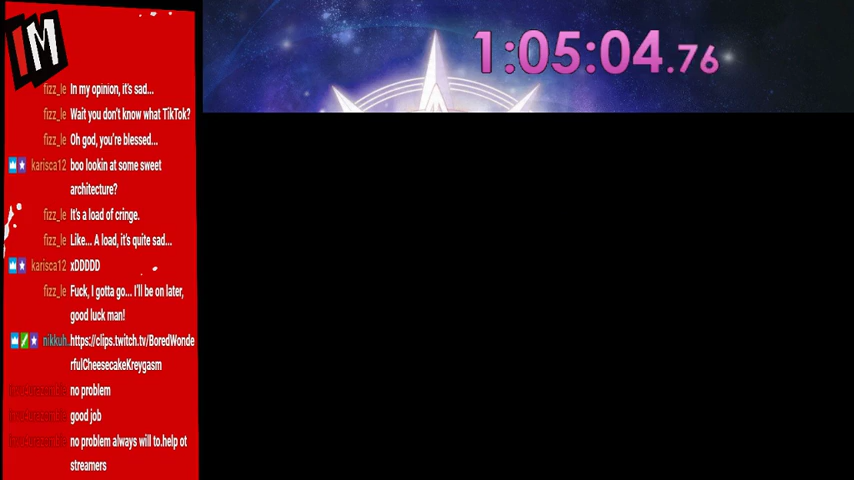 IM
1:05:04.76
fizz_le In my opinion, it's sad...
fizz_le Wait you don't know what TikTok?
fizz_le Oh god, you're blessed...
karisca12 boo lookin at some sweet
architecture?
fizz_le It's a load of cringe.
fizz_le Like... A load, it's quite sad...
karisca12 xDDDDD
fizz_le Fuck, I gotta go... I'll be on later,
good luck man!
nikkuh. https://clips.twitch.tv/BoredWonde
rfulCheesecakeKreygasm
no problem
good job
no problem always will to.help ot
streamers